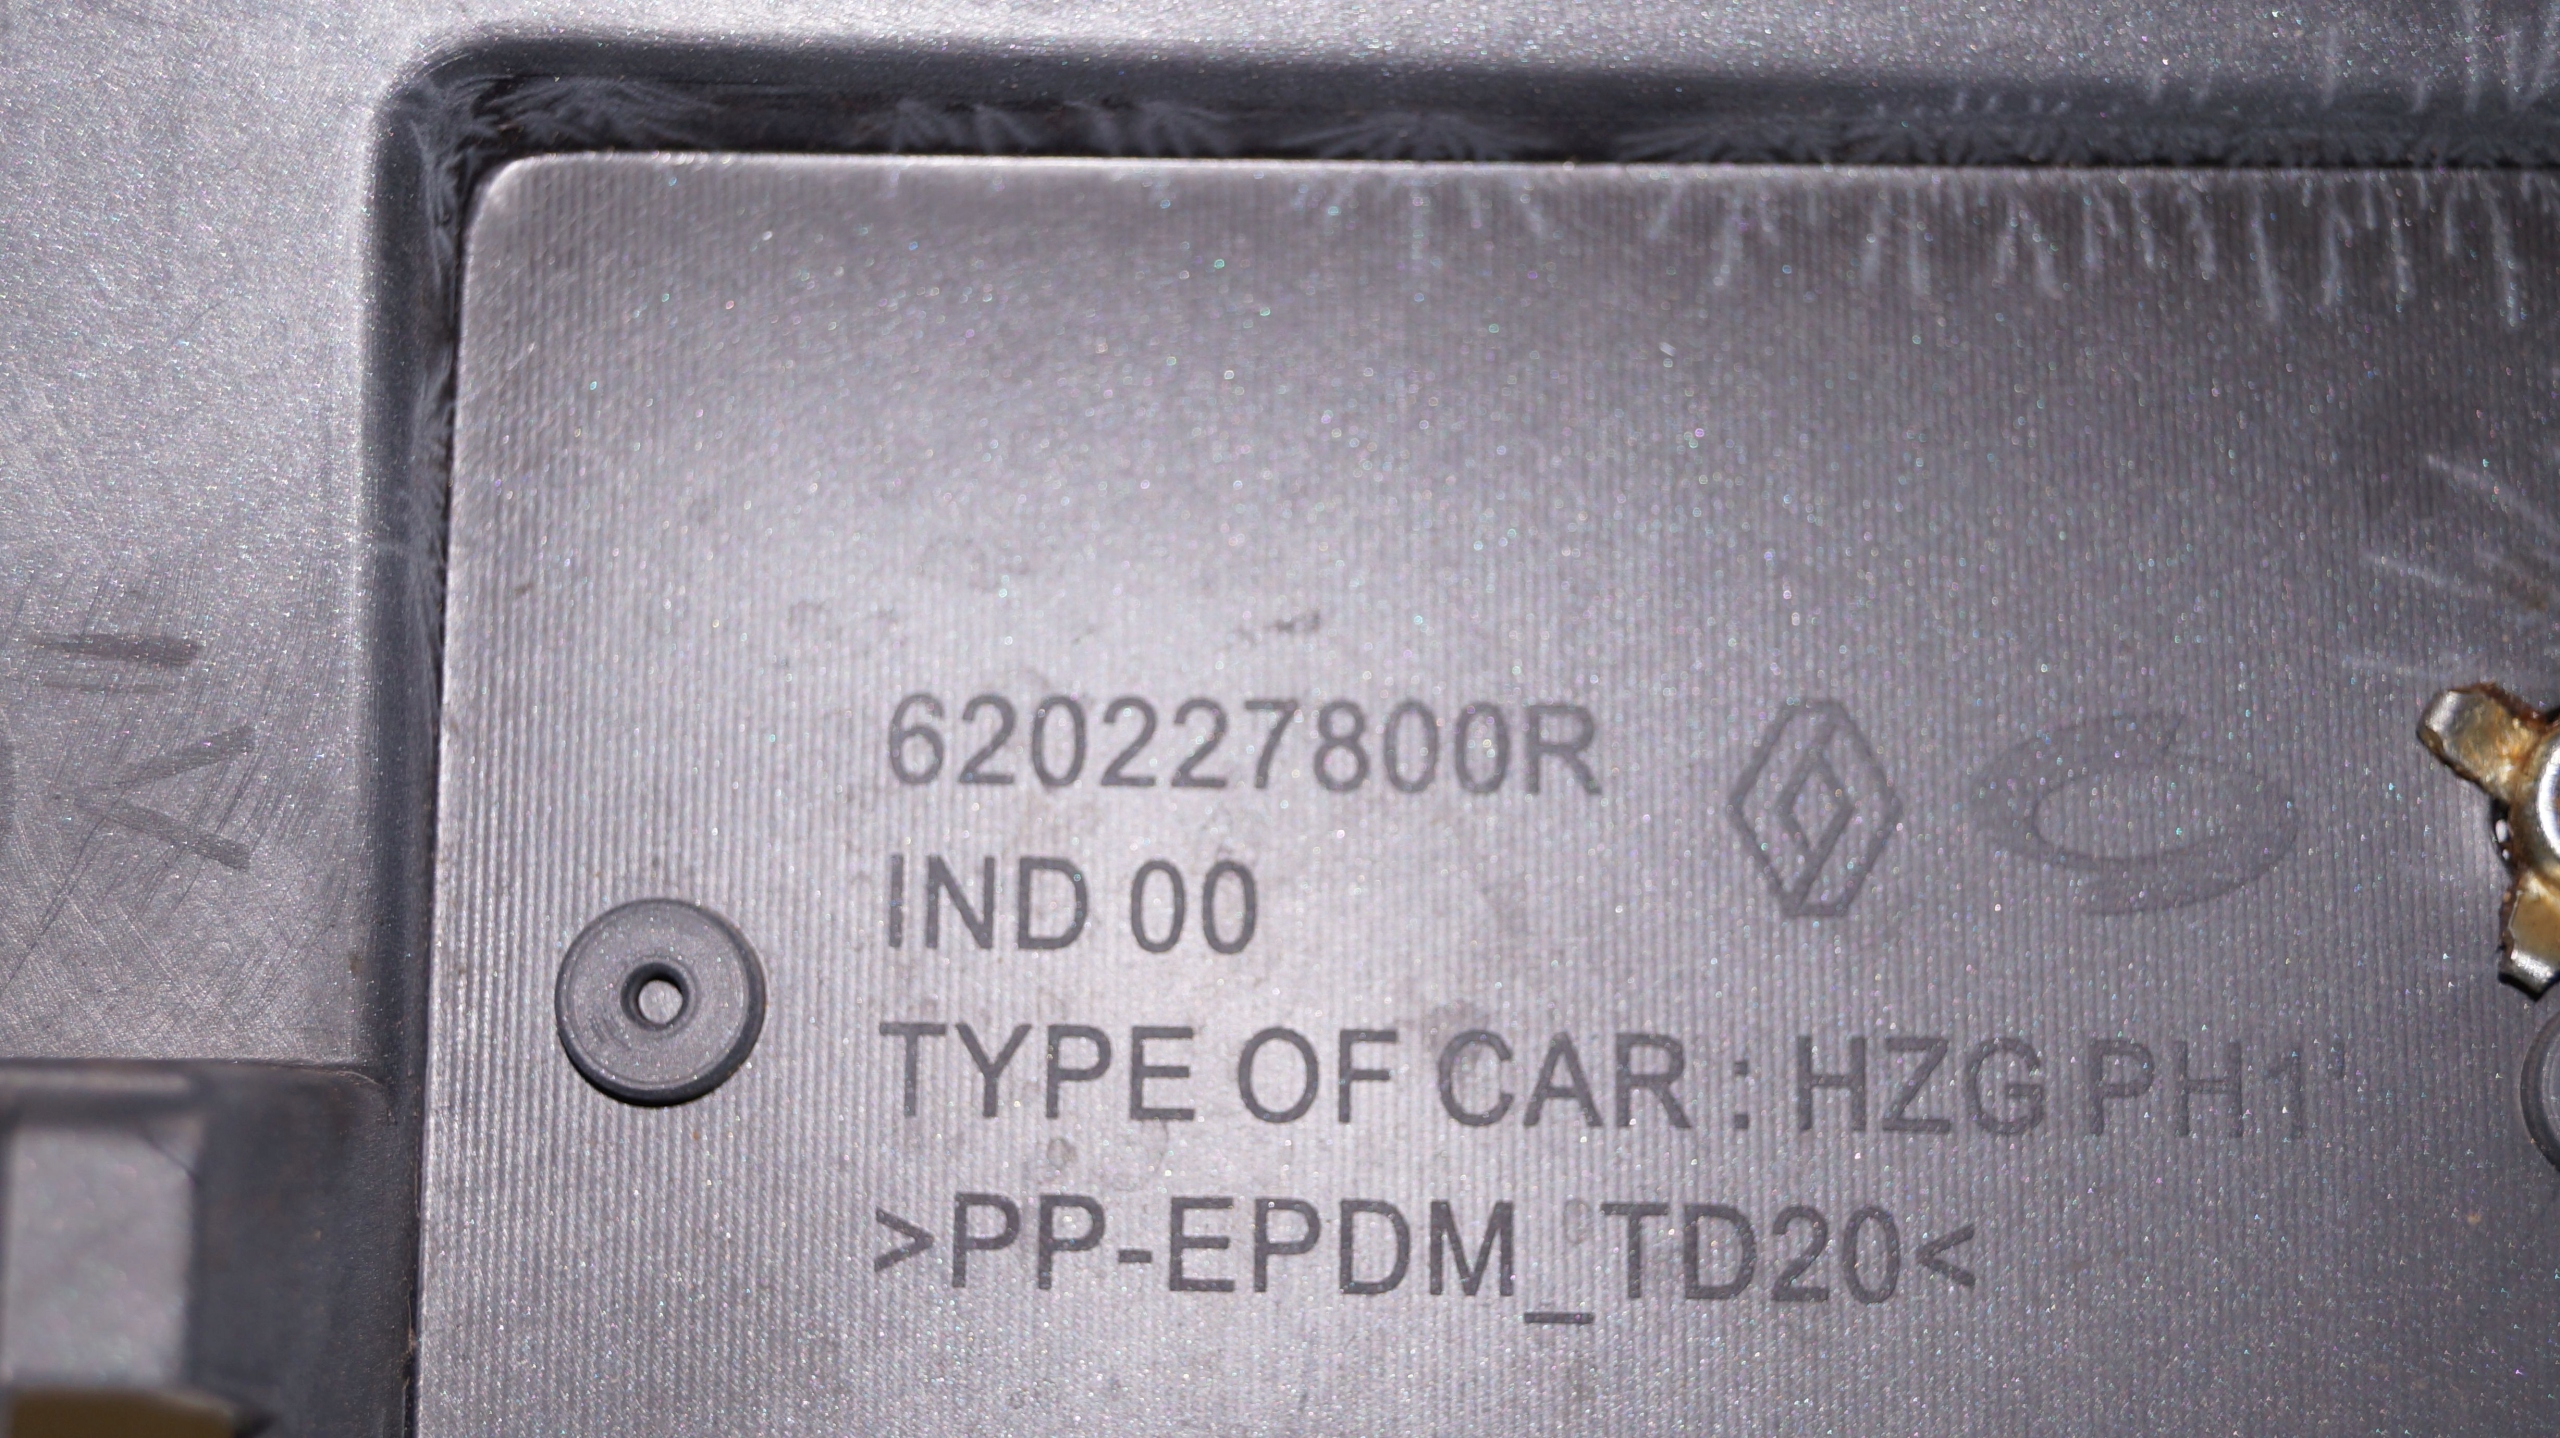 620227800R
IND 00
TYPE OF CAR : HZG PH1'
>PP-EPDM_TD20<